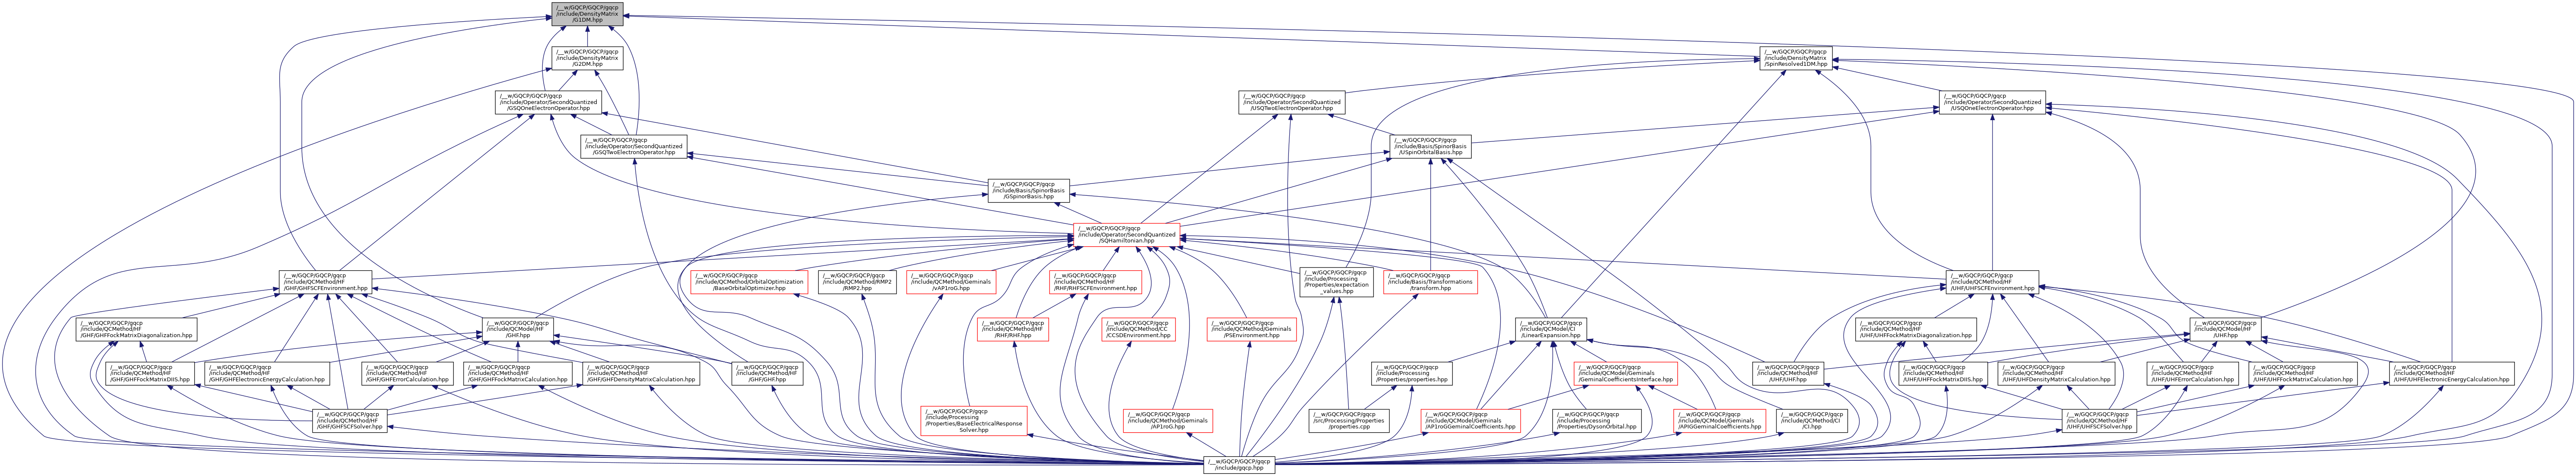 /__w/GQCP/GQCP/gqcp
/include/DensityMatrix
/G1DM.hpp
/__w/GQCP/GQCP/gqcp
/include/DensityMatrix
/G2DM.hpp
/__w/GQCP/GQCP/gqcp
/include/DensityMatrix
/SpinResolved1DM.hpp
/__w/GQCP/GQCP/gqcp
/include/Operator/SecondQuantized
/GSQOneElectronOperator.hpp
/__w/GQCP/GQCP/gqcp
/include/Operator/SecondQuantized
/USQTwoElectronOperator.hpp
/__w/GQCP/GQCP/gqcp
/include/Operator/SecondQuantized
/USQOneElectronOperator.hpp
/__w/GQCP/GQCP/gqcp
/include/Operator/SecondQuantized
/GSQTwoElectronOperator.hpp
/__w/GQCP/GQCP/gqcp
/include/Basis/SpinorBasis
/USpinOrbitalBasis.hpp
/__w/GQCP/GQCP/gqcp
/include/Basis/SpinorBasis
/GSpinorBasis.hpp
/__w/GQCP/GQCP/gqcp
/include/Operator/SecondQuantized
/SQHamiltonian.hpp
/__w/GQCP/GQCP/gqcp
/include/QCMethod/HF
/GHF/GHFSCFEnvironment.hpp
/__w/GQCP/GQCP/gqcp
/include/QCMethod/OrbitalOptimization
/BaseOrbitalOptimizer.hpp
/__w/GQCP/GQCP/gqcp
/include/QCMethod/RMP2
/RMP2.hpp
/__w/GQCP/GQCP/gqcp
/include/QCModel/Geminals
/AP1roG.hpp
/__w/GQCP/GQCP/gqcp
/include/QCMethod/HF
/RHF/RHFSCFEnvironment.hpp
/__w/GQCP/GQCP/gqcp
/include/Processing
/Properties/expectation
_values.hpp
/__w/GQCP/GQCP/gqcp
/include/Basis/Transformations
/transform.hpp
/__w/GQCP/GQCP/gqcp
/include/QCMethod/HF
/UHF/UHFSCFEnvironment.hpp
/__w/GQCP/GQCP/gqcp
/include/QCMethod/HF
/GHF/GHFFockMatrixDiagonalization.hpp
/__w/GQCP/GQCP/gqcp
/include/QCModel/HF
/GHF.hpp
/__w/GQCP/GQCP/gqcp
/include/QCMethod/HF
/RHF/RHF.hpp
/__w/GQCP/GQCP/gqcp
/include/QCMethod/CC
/CCSDEnvironment.hpp
/__w/GQCP/GQCP/gqcp
/include/QCMethod/Geminals
/PSEnvironment.hpp
/__w/GQCP/GQCP/gqcp
/include/QCModel/CI
/LinearExpansion.hpp
/__w/GQCP/GQCP/gqcp
/include/QCMethod/HF
/UHF/UHFFockMatrixDiagonalization.hpp
/__w/GQCP/GQCP/gqcp
/include/QCModel/HF
/UHF.hpp
/__w/GQCP/GQCP/gqcp
/include/QCMethod/HF
/GHF/GHFFockMatrixDIIS.hpp
/__w/GQCP/GQCP/gqcp
/include/QCMethod/HF
/GHF/GHFElectronicEnergyCalculation.hpp
/__w/GQCP/GQCP/gqcp
/include/QCMethod/HF
/GHF/GHFErrorCalculation.hpp
/__w/GQCP/GQCP/gqcp
/include/QCMethod/HF
/GHF/GHFFockMatrixCalculation.hpp
/__w/GQCP/GQCP/gqcp
/include/QCMethod/HF
/GHF/GHFDensityMatrixCalculation.hpp
/__w/GQCP/GQCP/gqcp
/include/QCMethod/HF
/GHF/GHF.hpp
/__w/GQCP/GQCP/gqcp
/include/Processing
/Properties/properties.hpp
/__w/GQCP/GQCP/gqcp
/include/QCModel/Geminals
/GeminalCoefficientsInterface.hpp
/__w/GQCP/GQCP/gqcp
/include/QCMethod/HF
/UHF/UHF.hpp
/__w/GQCP/GQCP/gqcp
/include/QCMethod/HF
/UHF/UHFFockMatrixDIIS.hpp
/__w/GQCP/GQCP/gqcp
/include/QCMethod/HF
/UHF/UHFDensityMatrixCalculation.hpp
/__w/GQCP/GQCP/gqcp
/include/QCMethod/HF
/UHF/UHFErrorCalculation.hpp
/__w/GQCP/GQCP/gqcp
/include/QCMethod/HF
/UHF/UHFFockMatrixCalculation.hpp
/__w/GQCP/GQCP/gqcp
/include/QCMethod/HF
/UHF/UHFElectronicEnergyCalculation.hpp
/__w/GQCP/GQCP/gqcp
/include/QCMethod/HF
/GHF/GHFSCFSolver.hpp
/__w/GQCP/GQCP/gqcp
/include/Processing
/Properties/BaseElectricalResponse
Solver.hpp
/__w/GQCP/GQCP/gqcp
/include/QCMethod/Geminals
/AP1roG.hpp
/__w/GQCP/GQCP/gqcp
/src/Processing/Properties
/properties.cpp
/__w/GQCP/GQCP/gqcp
/include/QCModel/Geminals
/AP1roGGeminalCoefficients.hpp
/__w/GQCP/GQCP/gqcp
/include/Processing
/Properties/DysonOrbital.hpp
/__w/GQCP/GQCP/gqcp
/include/QCModel/Geminals
/APIGGeminalCoefficients.hpp
/__w/GQCP/GQCP/gqcp
/include/QCMethod/CI
/CI.hpp
/__w/GQCP/GQCP/gqcp
/include/QCMethod/HF
/UHF/UHFSCFSolver.hpp
/__w/GQCP/GQCP/gqcp
/include/gqcp.hpp